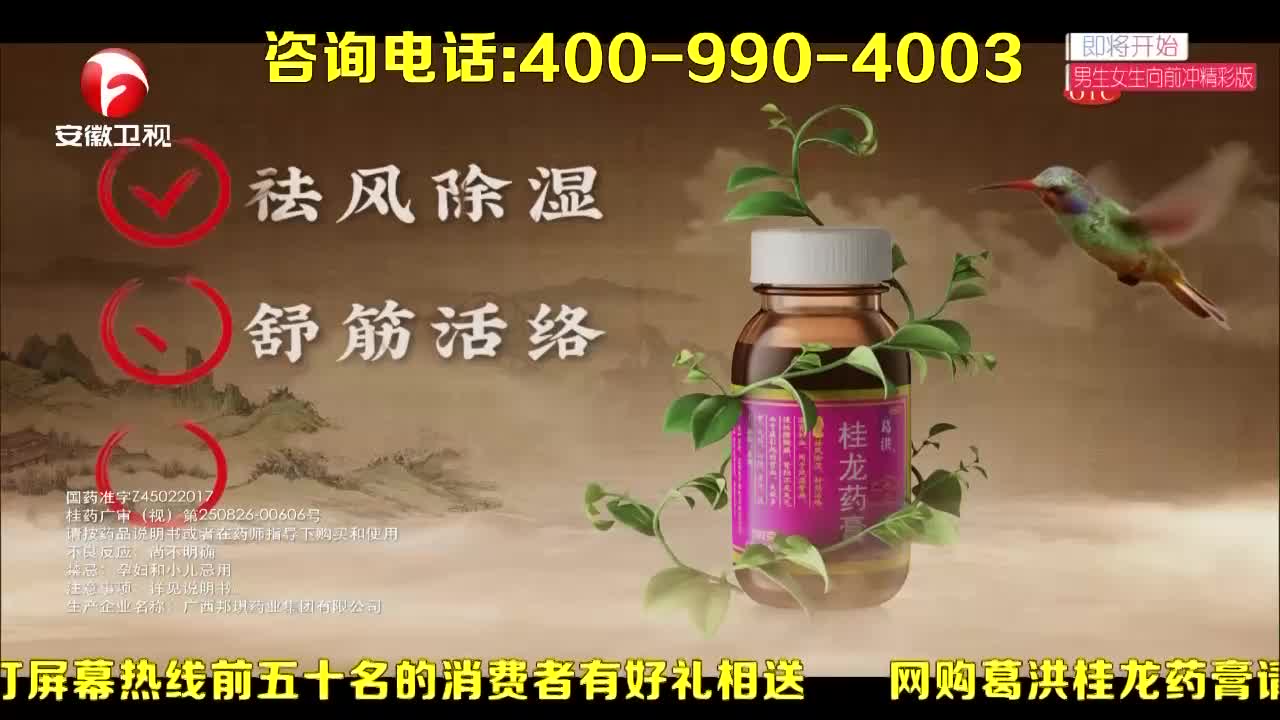 咨询电话:400-990-4003
即将开始
男生女生向前冲精彩版
OTC
安徽卫视
祛风除湿
舒筋活络
葛洪
桂龙药膏
国药准字Z45022017
桂药广审（视）第250826-00606号
请按药品说明书或者在药师指导下购买和使用
不良反应：尚不明确
禁忌：孕妇和小儿忌用
注意事项：详见说明书
生产企业名称：广西邦琪药业集团有限公司
打屏幕热线前五十名的消费者有好礼相送 网购葛洪桂龙药膏请